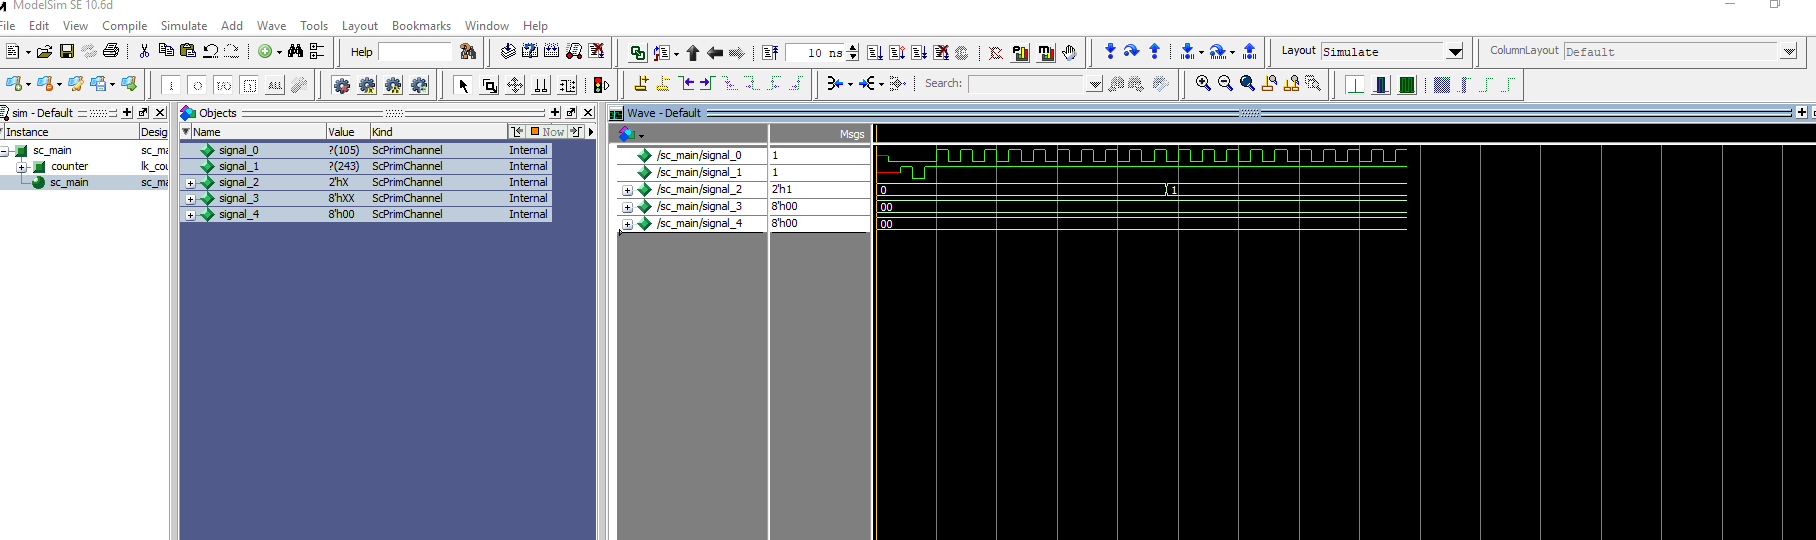 ModelSim SE 10.6d
File Edit View Compile Simulate Add Wave Tools Layout Bookmarks Window Help
Help 10 ns Layout Simulate ColumnLayout Default
Search:
sim - Default
Instance Desig
sc_main sc_ma
counter lk_cou
sc_main sc_ma
Objects
Name Value Kind Now
signal_0 ?(105) ScPrimChannel Internal
signal_1 ?(243) ScPrimChannel Internal
signal_2 2'hX ScPrimChannel Internal
signal_3 8'hXX ScPrimChannel Internal
signal_4 8'h00 ScPrimChannel Internal
Wave - Default
Msgs
/sc_main/signal_0 1
/sc_main/signal_1 1
/sc_main/signal_2 2'h1 0 1
/sc_main/signal_3 8'h00 00
/sc_main/signal_4 8'h00 00